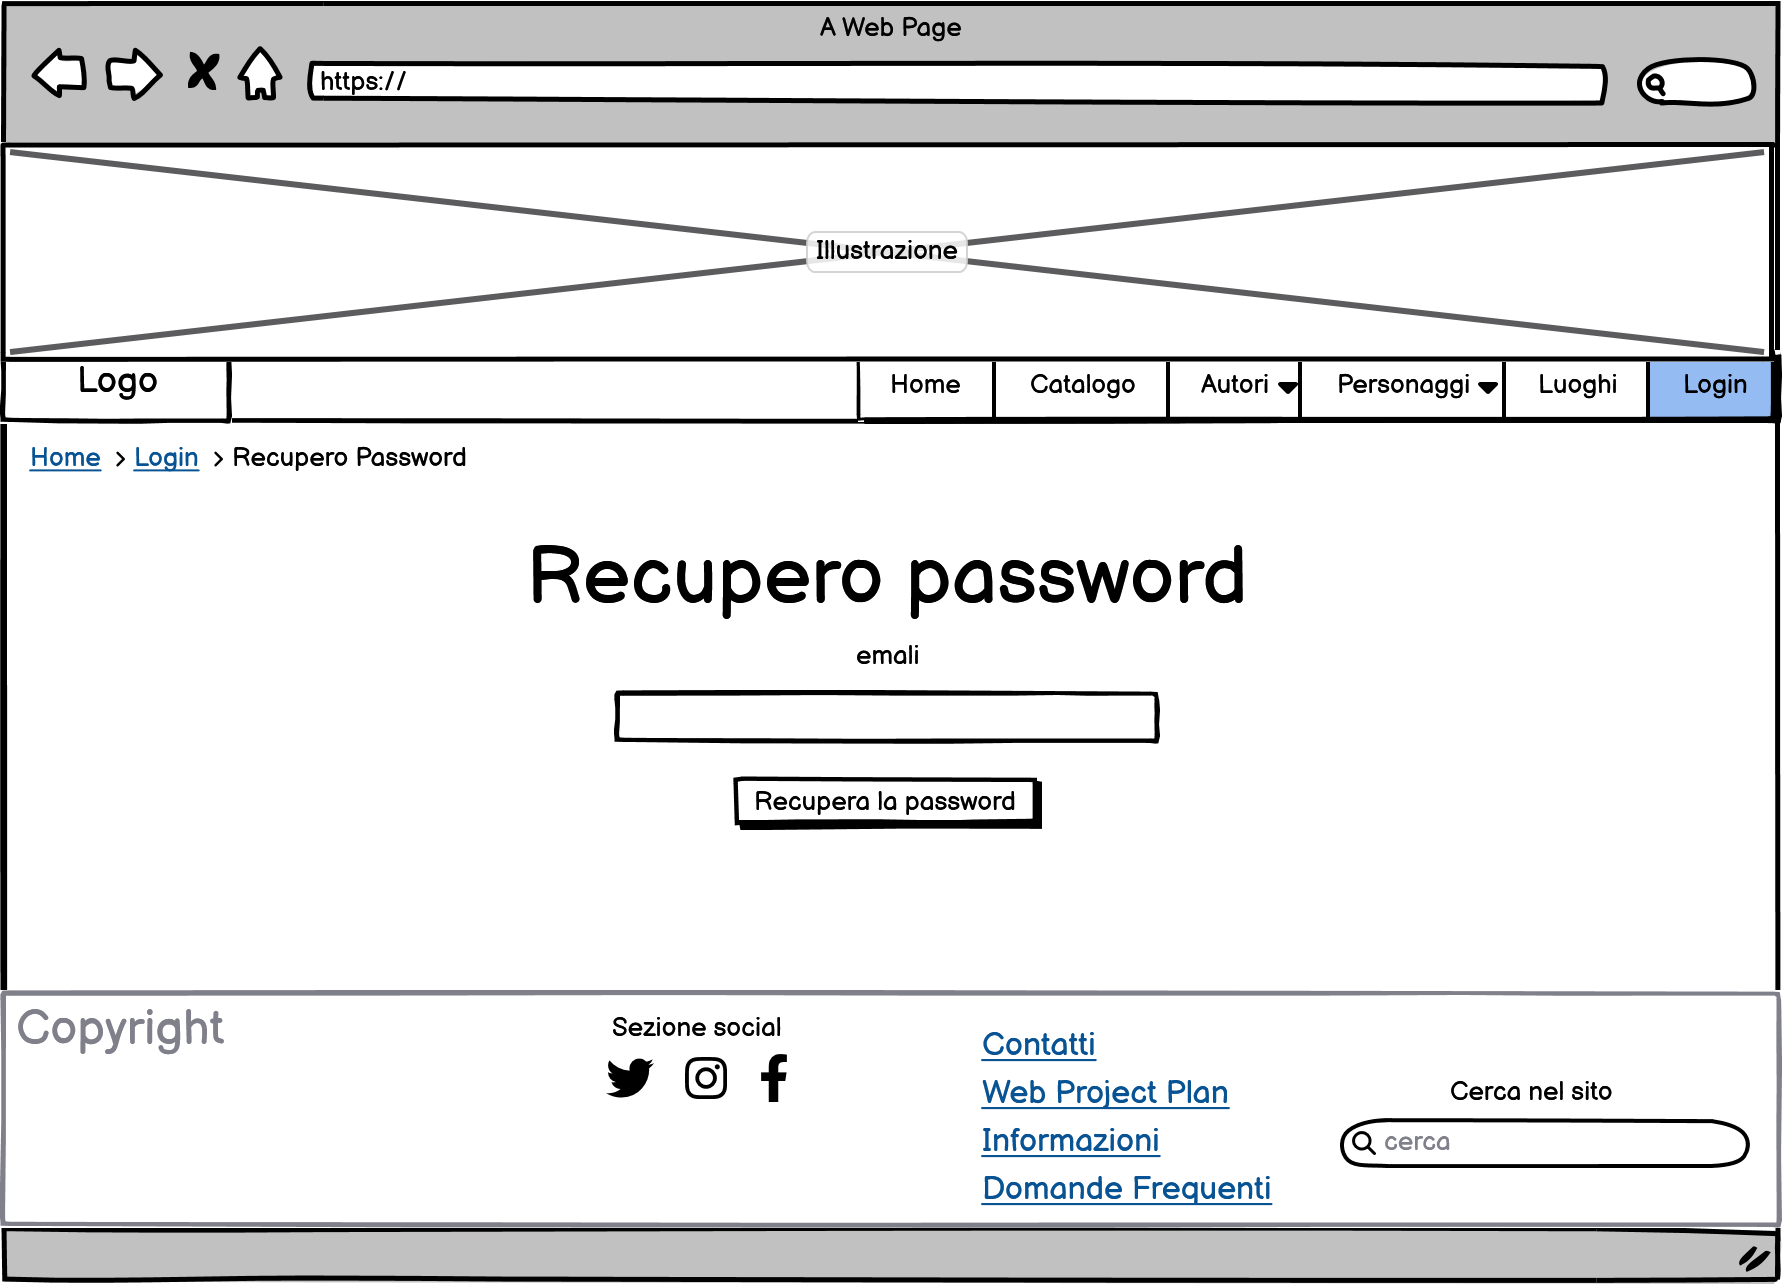 A Web Page
https://
Illustrazione
Logo
Home
Catalogo
Autori
Personaggi
Luoghi
Login
Home > Login > Recupero Password
Recupero password
emali
Recupera la password
Copyright
Sezione social
Contatti
Web Project Plan
Informazioni
Domande Frequenti
Cerca nel sito
cerca